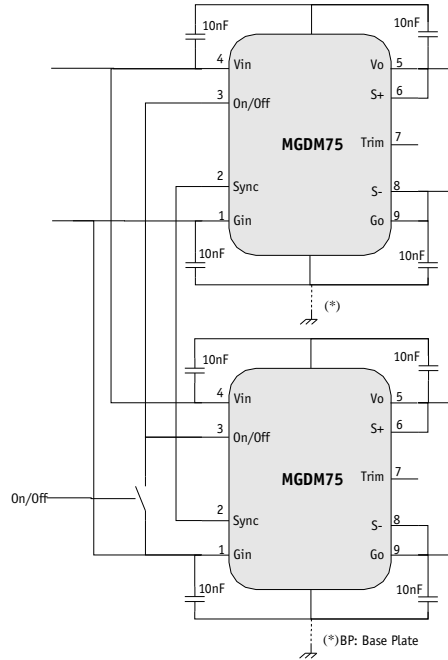 10nF
10nF
4 Vin
Vo 5
3 On/Off
S+ 6
MGDM75
Trim 7
2 Sync
S- 8
1 Gin
Go 9
10nF
10nF
(*)
10nF
10nF
4 Vin
Vo 5
3 On/Off
S+ 6
MGDM75
Trim 7
On/Off
2 Sync
S- 8
1 Gin
Go 9
10nF
10nF
(*)BP: Base Plate